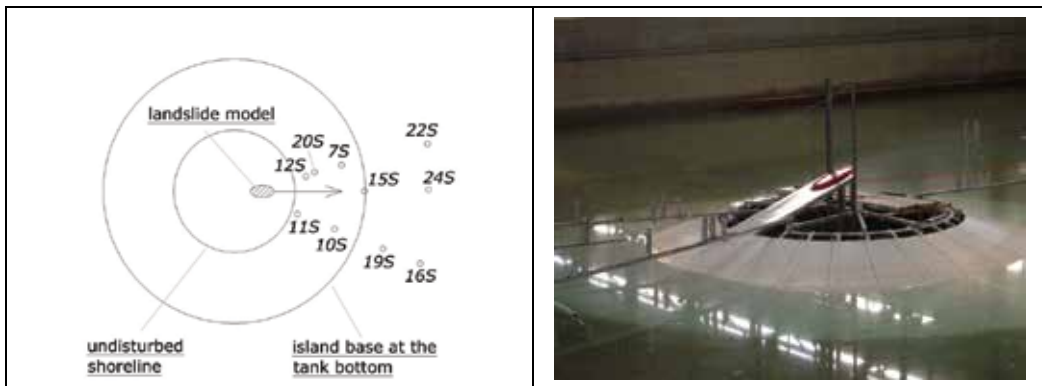 landslide model
22S
20S
7S
12S
15S
24S
11S
10S
19S
16S
undisturbed
shoreline
island base at the
tank bottom